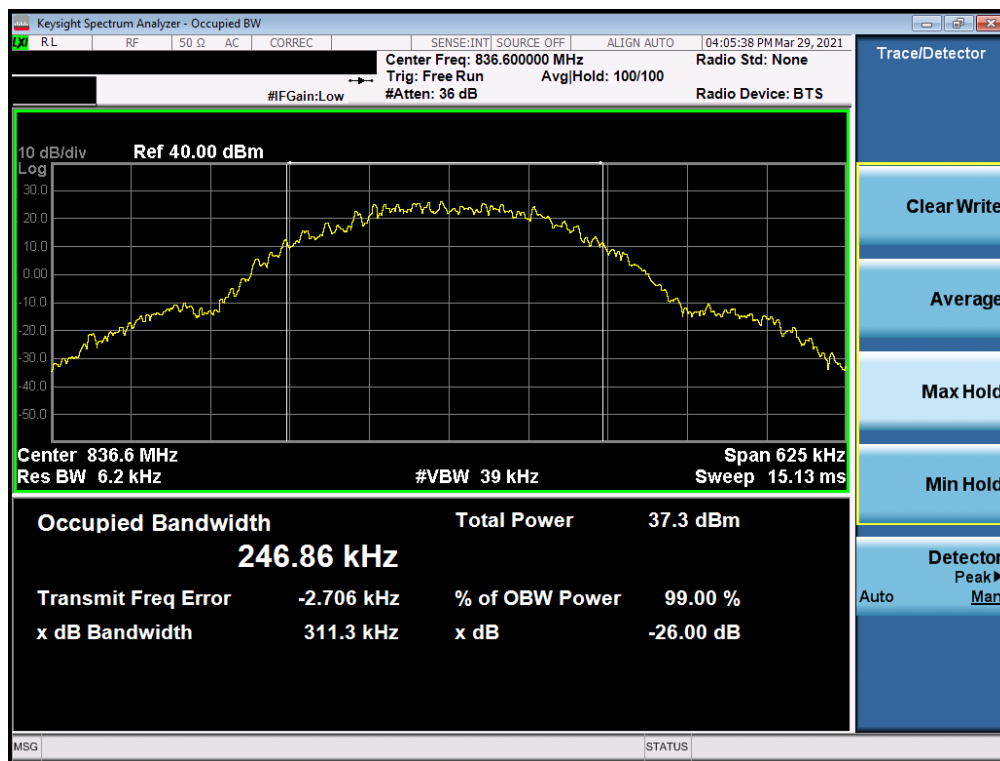 Keysight Spectrum Analyzer - Occupied BW
LXI RL RF 50 Ω AC CORREC SENSE:INT SOURCE OFF ALIGN AUTO 04:05:38 PM Mar 29, 2021
Center Freq: 836.600000 MHz Radio Std: None
Trig: Free Run Avg|Hold: 100/100
#IFGain:Low #Atten: 36 dB Radio Device: BTS
10 dB/div Ref 40.00 dBm
Log
30.0
20.0
10.0
0.00
-10.0
-20.0
-30.0
-40.0
-50.0
Center 836.6 MHz Span 625 kHz
Res BW 6.2 kHz #VBW 39 kHz Sweep 15.13 ms
Occupied Bandwidth Total Power 37.3 dBm
246.86 kHz
Transmit Freq Error -2.706 kHz % of OBW Power 99.00 %
x dB Bandwidth 311.3 kHz x dB -26.00 dB
MSG STATUS
Trace/Detector
Clear Write
Average
Max Hold
Min Hold
Detector
Peak▶
Auto Man